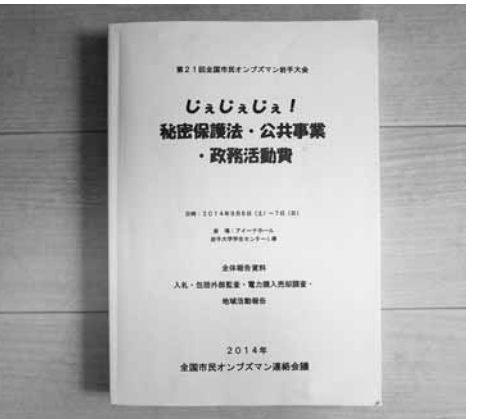 第２１回全国市民オンブズマン岩手大会
じぇじぇじぇ！
秘密保護法・公共事業
・政務活動費
日時：２０１４年９月６日（土）～７日（日）
会 場：アイーナホール
岩手大学学生センターＬ棟
全体報告資料
入札・包括外部監査・電力購入売却調査・
地域活動報告
２０１４年
全国市民オンブズマン連絡会議